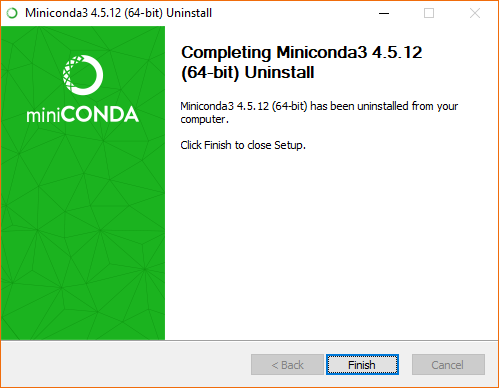 Miniconda3 4.5.12 (64-bit) Uninstall
miniCONDA
Completing Miniconda3 4.5.12
(64-bit) Uninstall
Miniconda3 4.5.12 (64-bit) has been uninstalled from your
computer.
Click Finish to close Setup.
< Back
Finish
Cancel